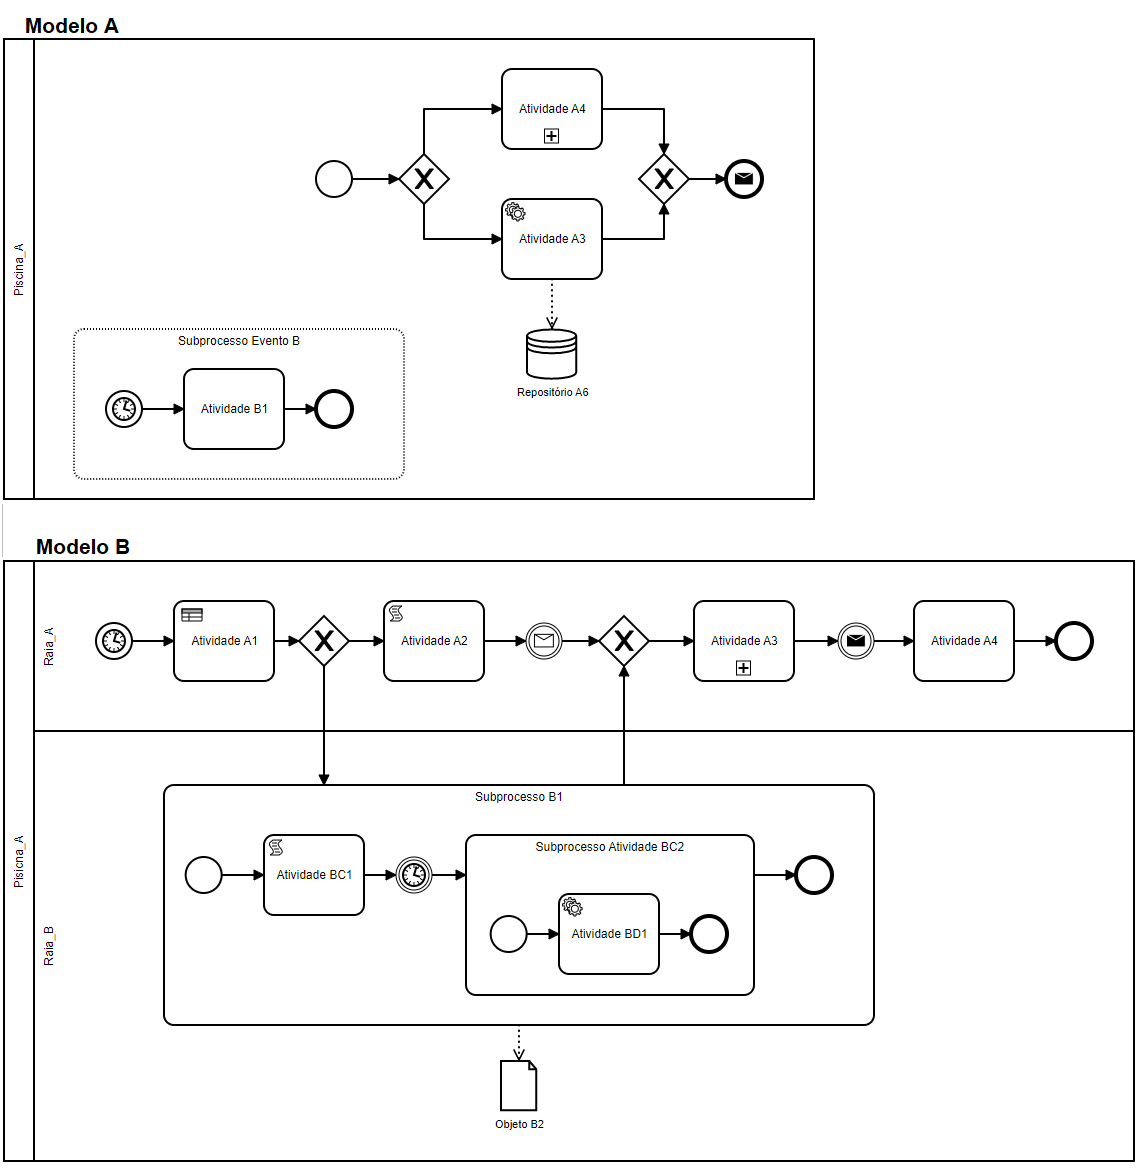 Modelo A
Piscina_A
Atividade A4
Atividade A3
Repositório A6
Subprocesso Evento B
Atividade B1
Modelo B
Pisicna_A
Raia_A
Atividade A1
Atividade A2
Atividade A3
Atividade A4
Raia_B
Subprocesso B1
Atividade BC1
Subprocesso Atividade BC2
Atividade BD1
Objeto B2